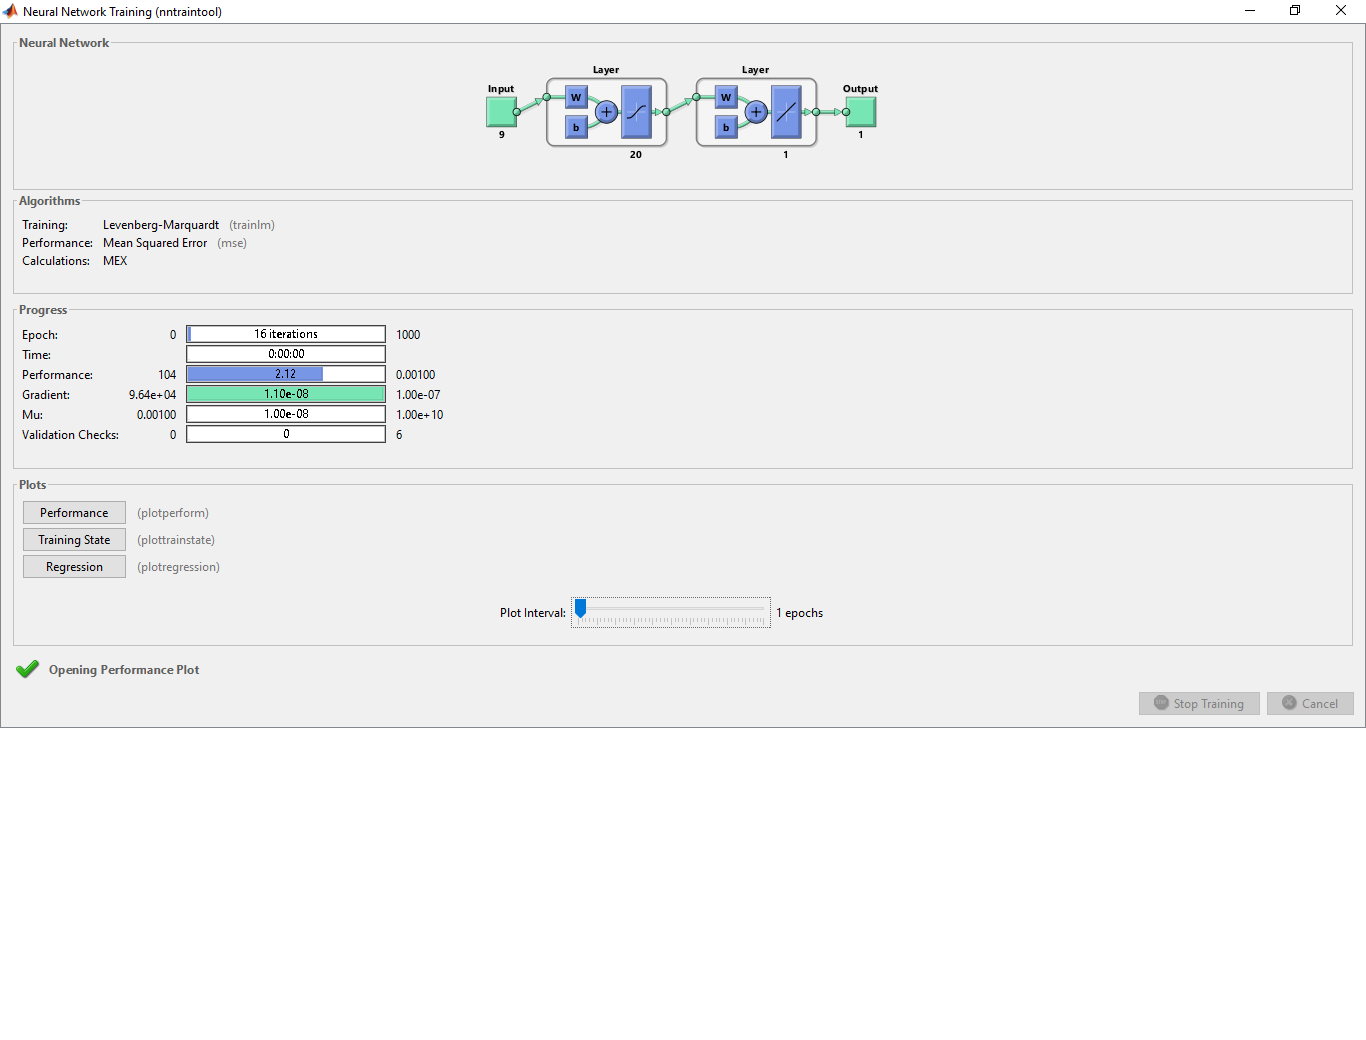 Neural Network Training (nntraintool)
Neural Network
Layer Layer
Input Output
W W
b b
9 1
20 1
Algorithms
Training: Levenberg-Marquardt (trainlm)
Performance: Mean Squared Error (mse)
Calculations: MEX
Progress
Epoch: 0 16 iterations 1000
Time: 0:00:00
Performance: 104 2.12 0.00100
Gradient: 9.64e+04 1.10e-08 1.00e-07
Mu: 0.00100 1.00e-08 1.00e+10
Validation Checks: 0 0 6
Plots
Performance (plotperform)
Training State (plottrainstate)
Regression (plotregression)
Plot Interval: 1 epochs
Opening Performance Plot
Stop Training Cancel